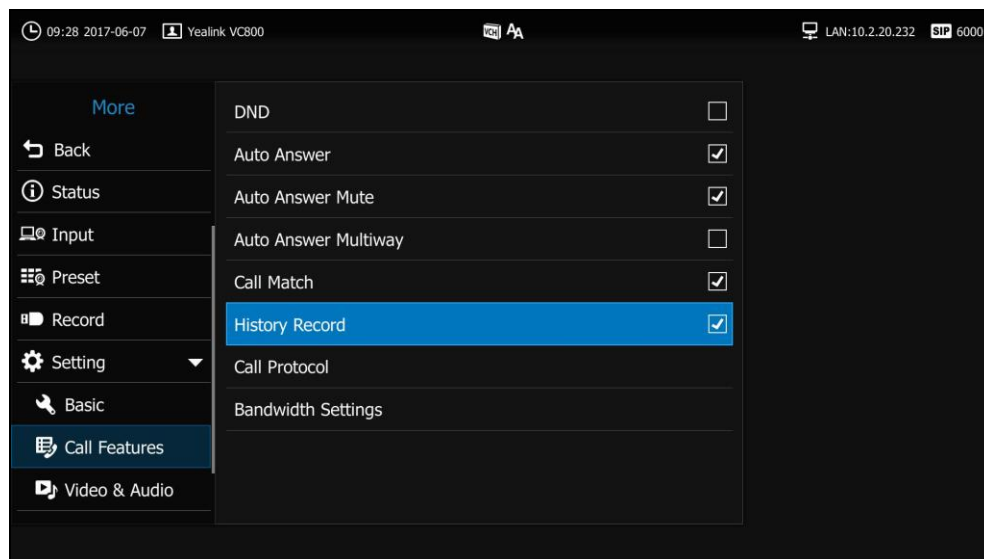 09:28 2017-06-07 Yealink VC800 VCH AA LAN:10.2.20.232 SIP 6000
More
Back
Status
Input
Preset
Record
Setting
Basic
Call Features
Video & Audio
DND
Auto Answer
Auto Answer Mute
Auto Answer Multiway
Call Match
History Record
Call Protocol
Bandwidth Settings